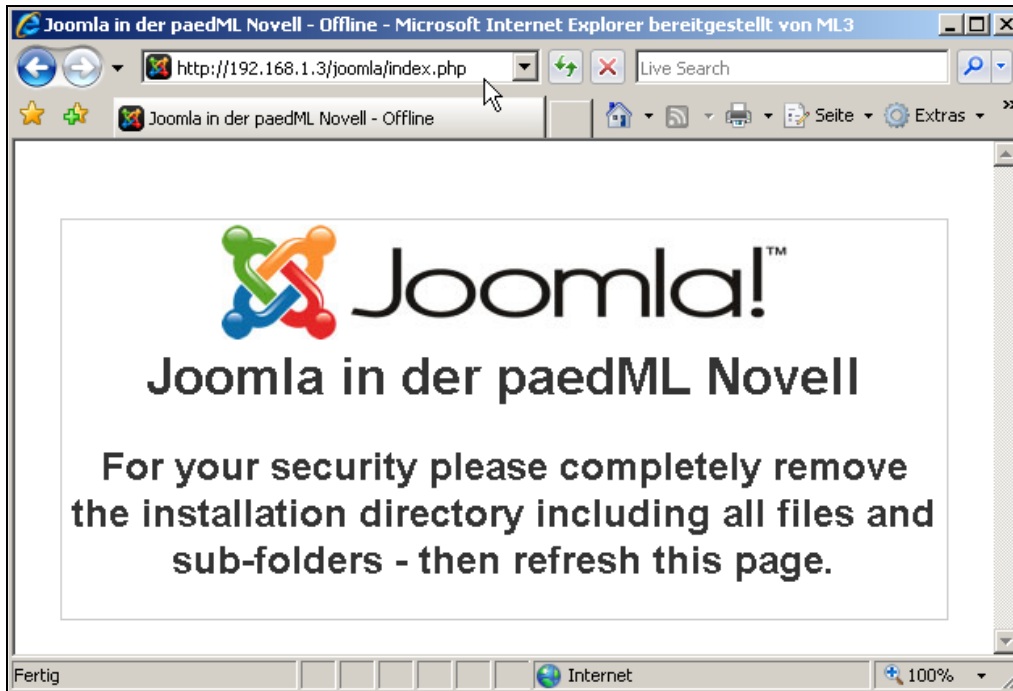 Joomla in der paedML Novell - Offline - Microsoft Internet Explorer bereitgestellt von ML3
http://192.168.1.3/joomla/index.php
Live Search
Joomla in der paedML Novell - Offline
Seite
Extras
»
Joomla!™
Joomla in der paedML Novell
For your security please completely remove
the installation directory including all files and
sub-folders - then refresh this page.
Fertig
Internet
100%